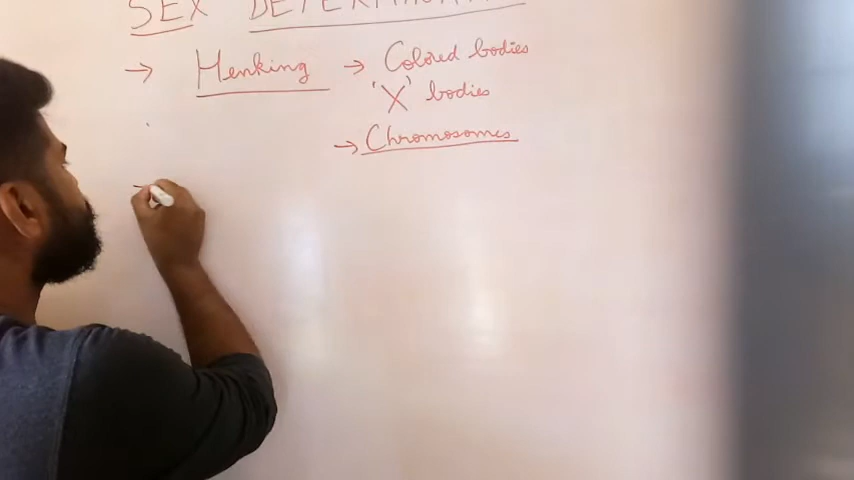 SEX DETERMINATION
→ Henking → Colored bodies
'X' bodies
→ Chromosomes